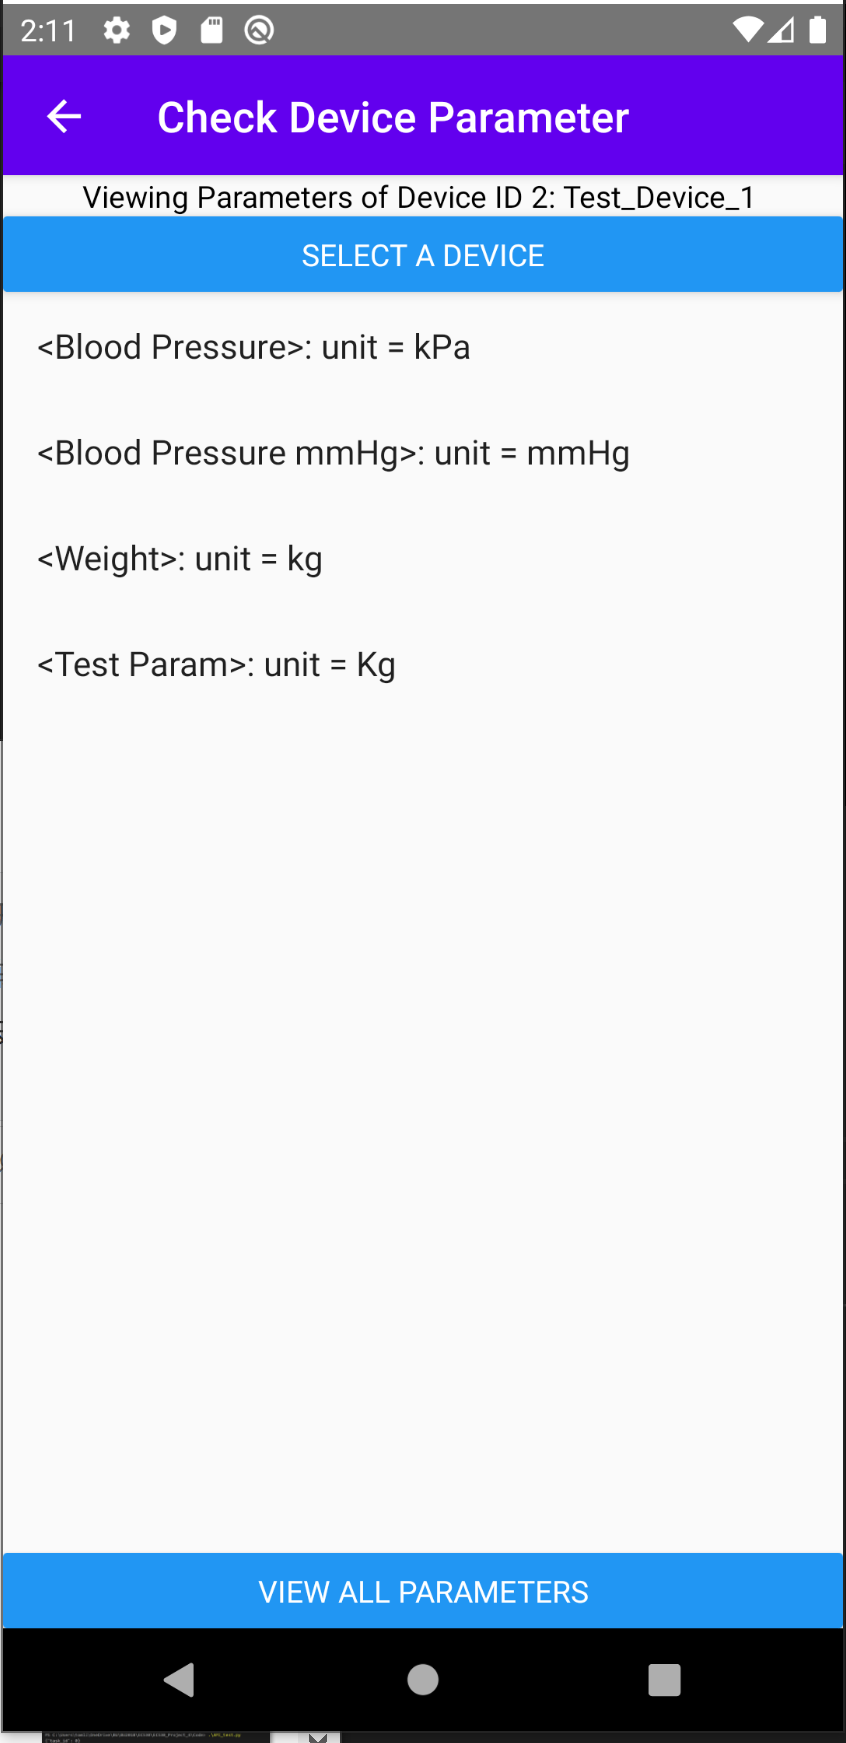 2:11
Check Device Parameter
Viewing Parameters of Device ID 2: Test_Device_1
SELECT A DEVICE
<Blood Pressure>: unit = kPa
<Blood Pressure mmHg>: unit = mmHg
<Weight>: unit = kg
<Test Param>: unit = Kg
VIEW ALL PARAMETERS